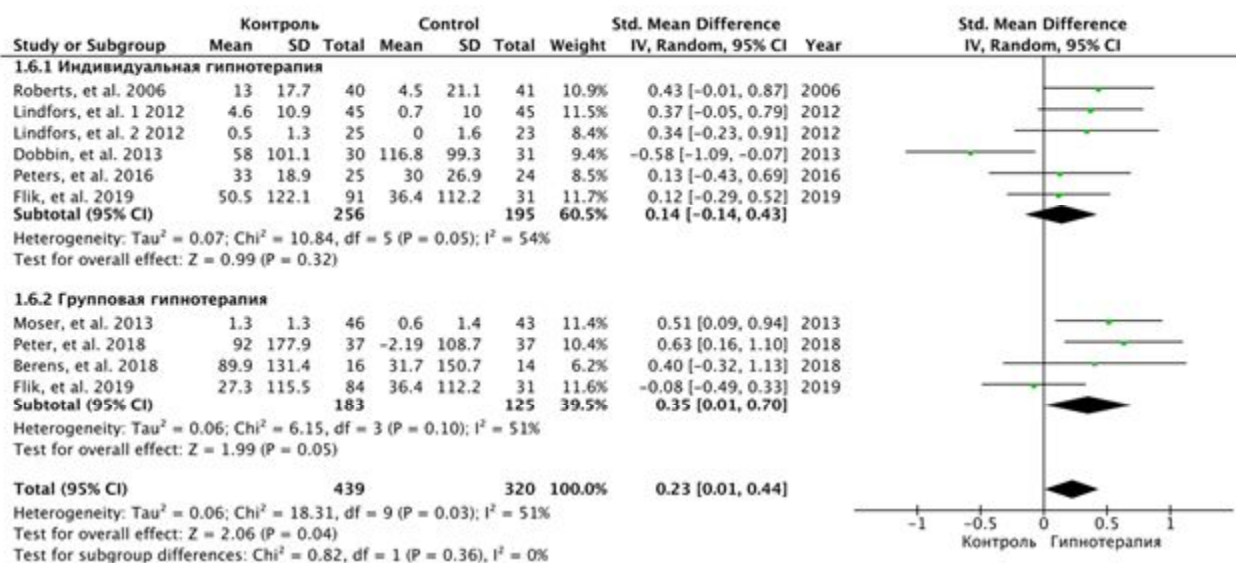 Контроль Control Std. Mean Difference Std. Mean Difference
Study or Subgroup Mean SD Total Mean SD Total Weight IV, Random, 95% CI Year IV, Random, 95% CI
1.6.1 Индивидуальная гипнотерапия
Roberts, et al. 2006 13 17.7 40 4.5 21.1 41 10.9% 0.43 [-0.01, 0.87] 2006
Lindfors, et al. 1 2012 4.6 10.9 45 0.7 10 45 11.5% 0.37 [-0.05, 0.79] 2012
Lindfors, et al. 2 2012 0.5 1.3 25 0 1.6 23 8.4% 0.34 [-0.23, 0.91] 2012
Dobbin, et al. 2013 58 101.1 30 116.8 99.3 31 9.4% -0.58 [-1.09, -0.07] 2013
Peters, et al. 2016 33 18.9 25 30 26.9 24 8.5% 0.13 [-0.43, 0.69] 2016
Flik, et al. 2019 50.5 122.1 91 36.4 112.2 31 11.7% 0.12 [-0.29, 0.52] 2019
Subtotal (95% CI) 256 195 60.5% 0.14 [-0.14, 0.43]
Heterogeneity: Tau² = 0.07; Chi² = 10.84, df = 5 (P = 0.05); I² = 54%
Test for overall effect: Z = 0.99 (P = 0.32)
1.6.2 Групповая гипнотерапия
Moser, et al. 2013 1.3 1.3 46 0.6 1.4 43 11.4% 0.51 [0.09, 0.94] 2013
Peter, et al. 2018 92 177.9 37 -2.19 108.7 37 10.4% 0.63 [0.16, 1.10] 2018
Berens, et al. 2018 89.9 131.4 16 31.7 150.7 14 6.2% 0.40 [-0.32, 1.13] 2018
Flik, et al. 2019 27.3 115.5 84 36.4 112.2 31 11.6% -0.08 [-0.49, 0.33] 2019
Subtotal (95% CI) 183 125 39.5% 0.35 [0.01, 0.70]
Heterogeneity: Tau² = 0.06; Chi² = 6.15, df = 3 (P = 0.10); I² = 51%
Test for overall effect: Z = 1.99 (P = 0.05)
Total (95% CI) 439 320 100.0% 0.23 [0.01, 0.44]
Heterogeneity: Tau² = 0.06; Chi² = 18.31, df = 9 (P = 0.03); I² = 51%
Test for overall effect: Z = 2.06 (P = 0.04)
Test for subgroup differences: Chi² = 0.82, df = 1 (P = 0.36), I² = 0%
-1 -0.5 0 0.5 1
Контроль Гипнотерапия